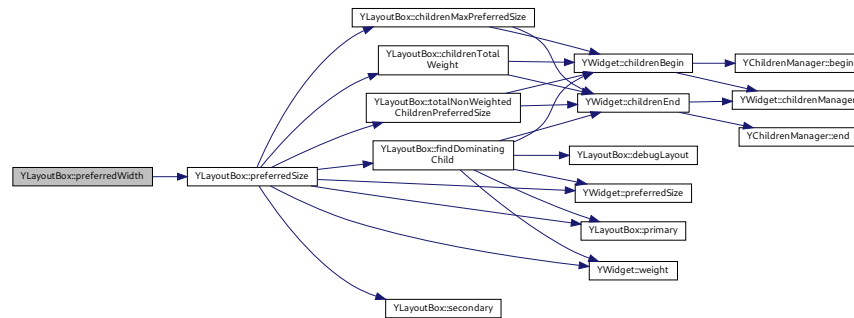 YLayoutBox::preferredWidth
YLayoutBox::preferredSize
YLayoutBox::childrenMaxPreferredSize
YLayoutBox::childrenTotal
Weight
YLayoutBox::totalNonWeighted
ChildrenPreferredSize
YLayoutBox::findDominating
Child
YLayoutBox::secondary
YWidget::childrenBegin
YWidget::childrenEnd
YLayoutBox::debugLayout
YWidget::preferredSize
YLayoutBox::primary
YWidget::weight
YChildrenManager::begin
YWidget::childrenManager
YChildrenManager::end